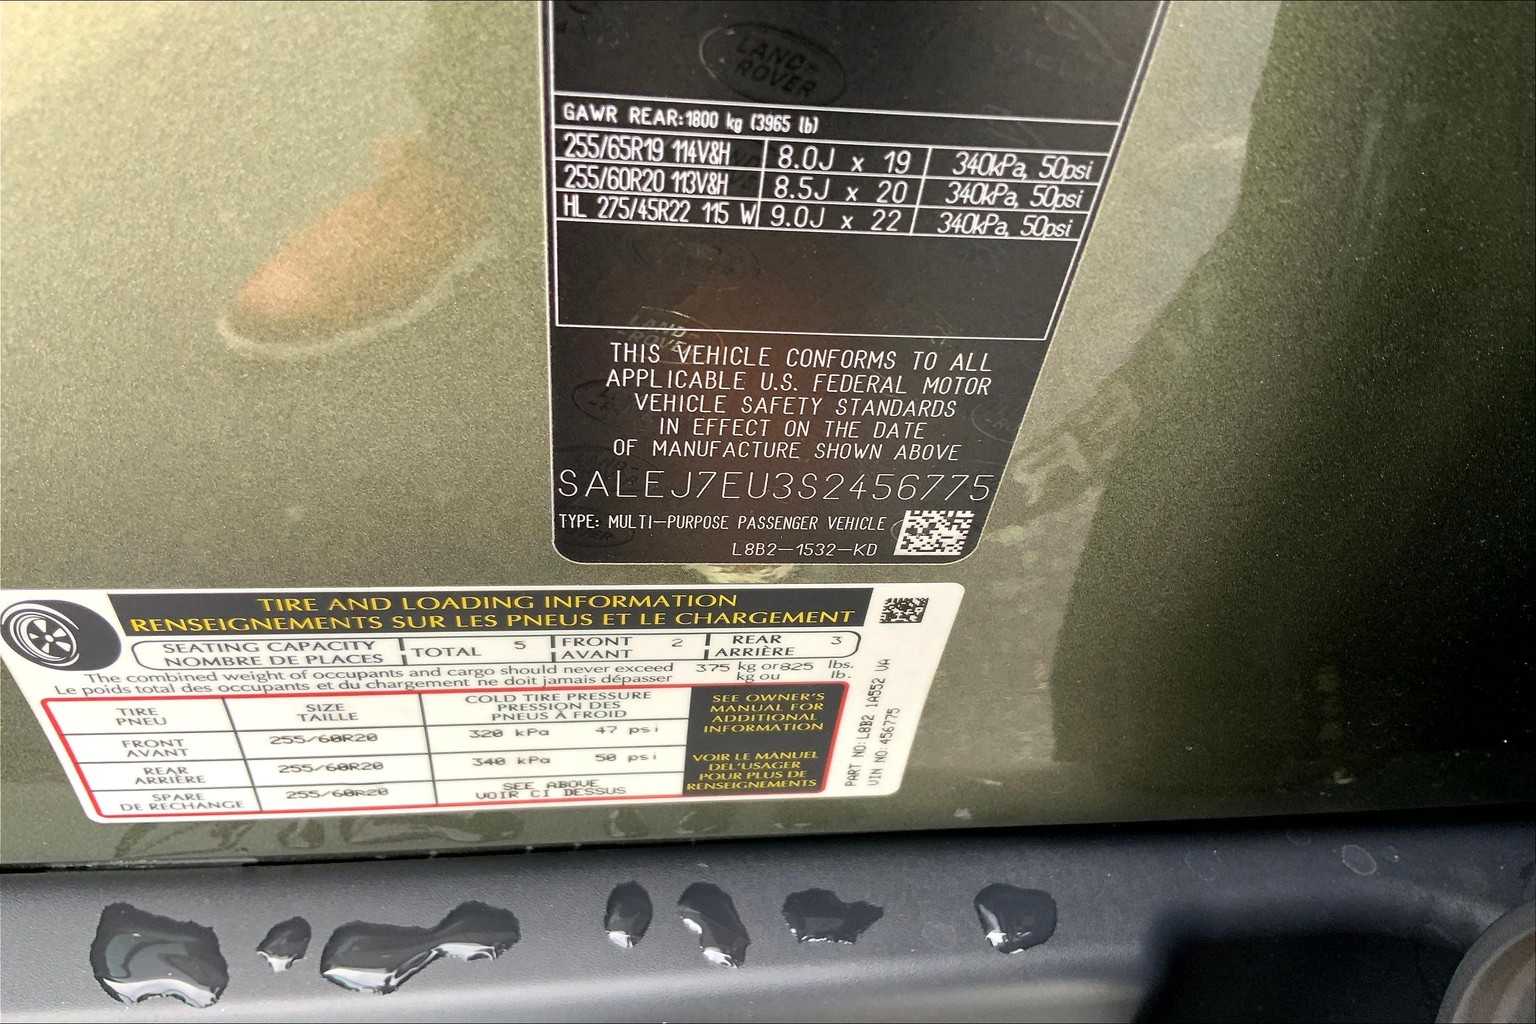 LAND ROVER
GAWR REAR:1800 kg (3965 lb)
255/65R19 114V&H 8.0J x 19 340kPa, 50psi
255/60R20 113V&H 8.5J x 20 340kPa, 50psi
HL 275/45R22 115 W 9.0J x 22 340kPa, 50psi
LAND ROVER
THIS VEHICLE CONFORMS TO ALL
APPLICABLE U.S. FEDERAL MOTOR
VEHICLE SAFETY STANDARDS
IN EFFECT ON THE DATE
OF MANUFACTURE SHOWN ABOVE
SALEJ7EU3S2456775
TYPE: MULTI-PURPOSE PASSENGER VEHICLE
L8B2-1532-KD
TIRE AND LOADING INFORMATION
RENSEIGNEMENTS SUR LES PNEUS ET LE CHARGEMENT
SEATING CAPACITY
NOMBRE DE PLACES
TOTAL 5
FRONT
AVANT
2
REAR
ARRIÈRE
3
The combined weight of occupants and cargo should never exceed 375 kg or 825 lbs.
Le poids total des occupants et du chargement ne doit jamais dépasser kg ou lb.
TIRE
PNEU
SIZE
TAILLE
COLD TIRE PRESSURE
PRESSION DES
PNEUS À FROID
FRONT
AVANT
255/60R20
320 kPa 47 psi
REAR
ARRIÈRE
255/60R20
340 kPa 50 psi
SPARE
DE RECHANGE
255/60R20
SEE ABOVE
VOIR CI DESSUS
SEE OWNER'S
MANUAL FOR
ADDITIONAL
INFORMATION
VOIR LE MANUEL
DEL'USAGER
POUR PLUS DE
RENSEIGNEMENTS
PART NO: L8B2 1A552 VA
VIN NO: 456775